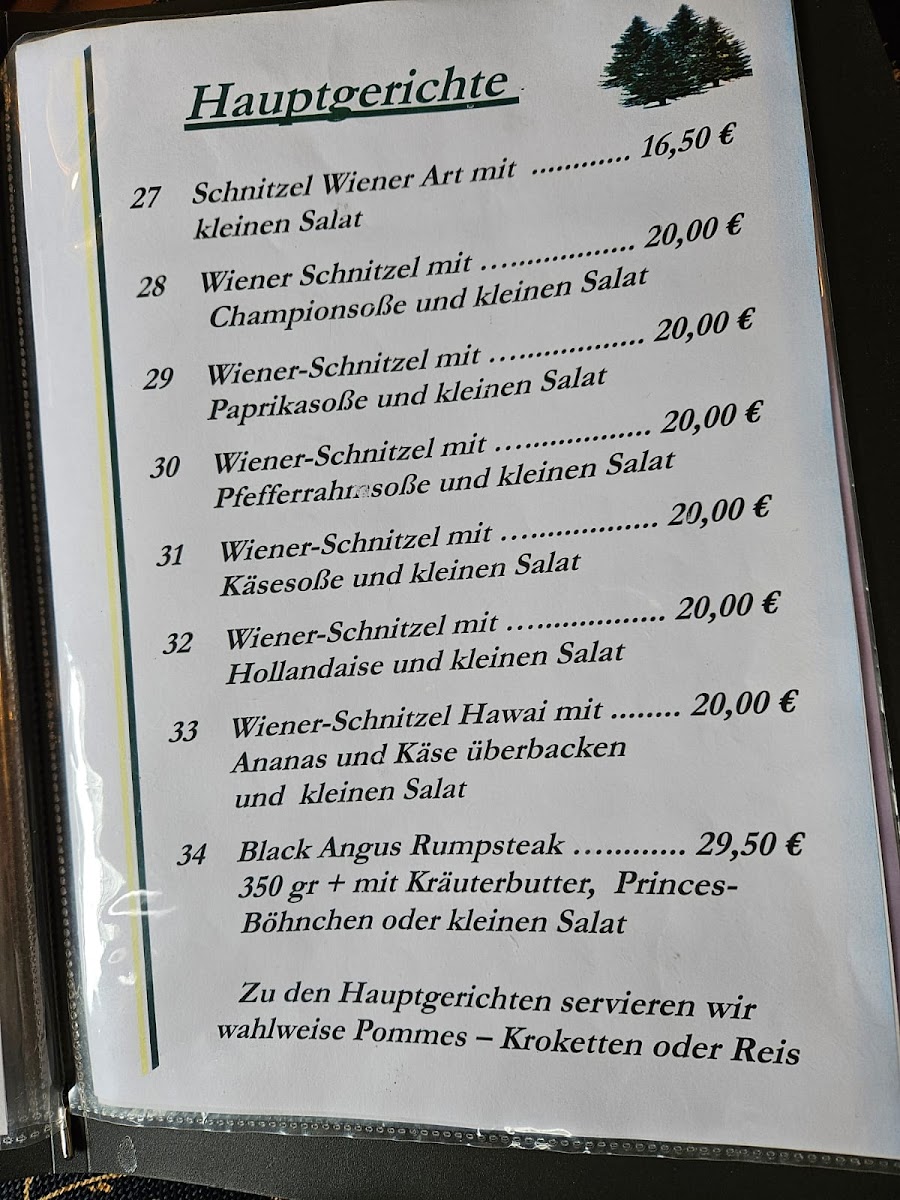 Hauptgerichte
27 Schnitzel Wiener Art mit ............ 16,50 €
kleinen Salat
28 Wiener Schnitzel mit .................... 20,00 €
Championsoße und kleinen Salat
29 Wiener-Schnitzel mit .................... 20,00 €
Paprikasoße und kleinen Salat
30 Wiener-Schnitzel mit .................... 20,00 €
Pfefferrahmsoße und kleinen Salat
31 Wiener-Schnitzel mit .................... 20,00 €
Käsesoße und kleinen Salat
32 Wiener-Schnitzel mit .................... 20,00 €
Hollandaise und kleinen Salat
33 Wiener-Schnitzel Hawai mit ........ 20,00 €
Ananas und Käse überbacken
und kleinen Salat
34 Black Angus Rumpsteak ............. 29,50 €
350 gr + mit Kräuterbutter, Princes-
Böhnchen oder kleinen Salat
Zu den Hauptgerichten servieren wir
wahlweise Pommes – Kroketten oder Reis